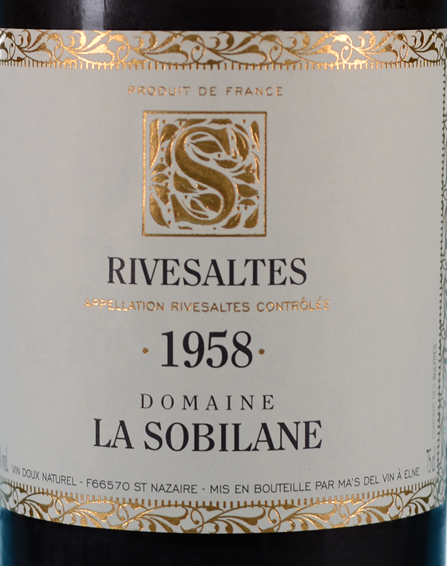 PRODUIT DE FRANCE
S
RIVESALTES
APPELLATION RIVESALTES CONTRÔLÉE
· 1958 ·
DOMAINE
LA SOBILANE
VIN DOUX NATUREL - F66570 ST NAZAIRE - MIS EN BOUTEILLE PAR MA'S DEL VIN À ELNE